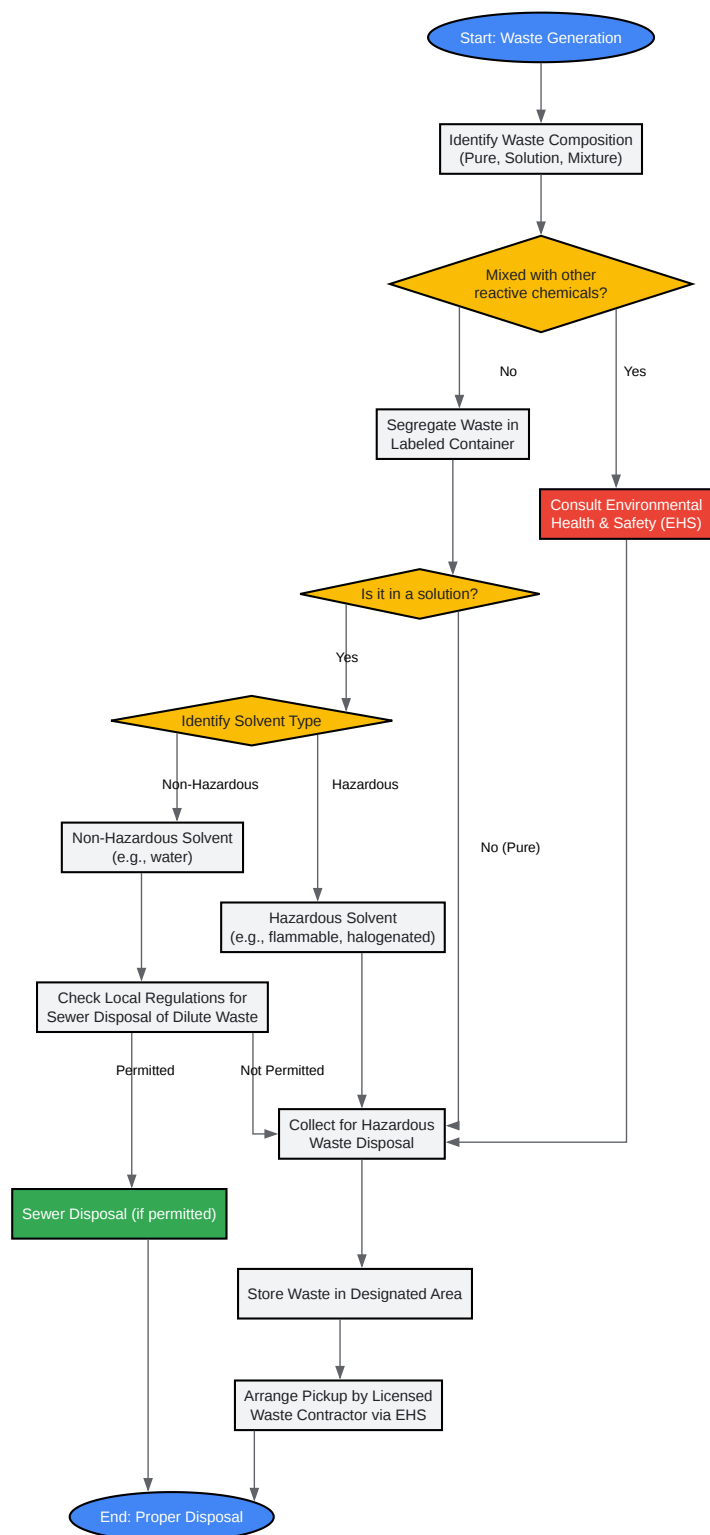 Start: Waste Generation
Identify Waste Composition
(Pure, Solution, Mixture)
Mixed with other
reactive chemicals?
No
Yes
Segregate Waste in
Labeled Container
Consult Environmental
Health & Safety (EHS)
Is it in a solution?
Yes
Identify Solvent Type
Non-Hazardous
Hazardous
Non-Hazardous Solvent
(e.g., water)
No (Pure)
Hazardous Solvent
(e.g., flammable, halogenated)
Check Local Regulations for
Sewer Disposal of Dilute Waste
Permitted
Not Permitted
Collect for Hazardous
Waste Disposal
Sewer Disposal (if permitted)
Store Waste in Designated Area
Arrange Pickup by Licensed
Waste Contractor via EHS
End: Proper Disposal